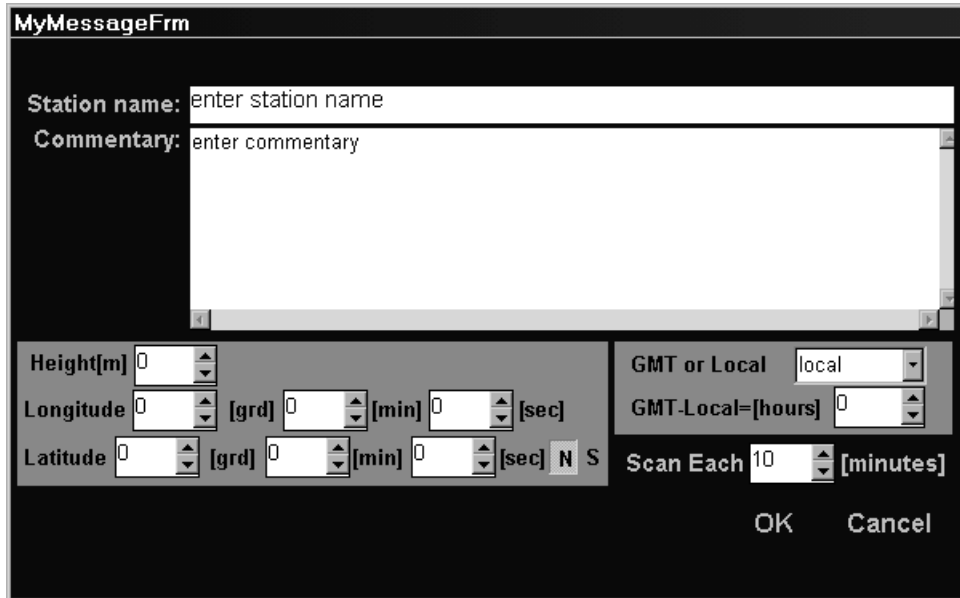 MyMessageFrm
Station name: enter station name
Commentary: enter commentary
Height[m] 0
Longitude 0 [grd] 0 [min] 0 [sec]
Latitude 0 [grd] 0 [min] 0 [sec] N S
GMT or Local local
GMT-Local=[hours] 0
Scan Each 10 [minutes]
OK Cancel